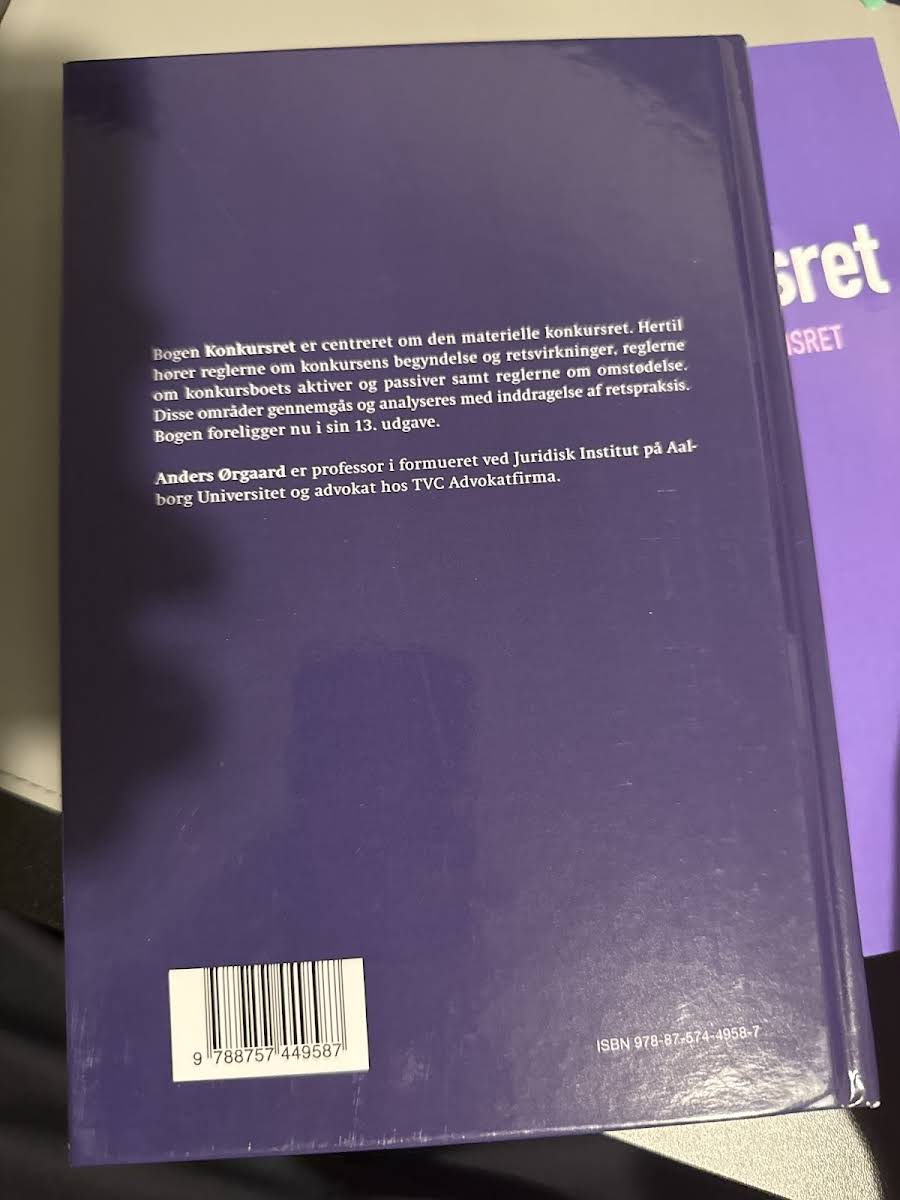 Bogen Konkursret er centreret om den materielle konkursret. Hertil
hører reglerne om konkursens begyndelse og retsvirkninger, reglerne
om konkursboets aktiver og passiver samt reglerne om omstødelse.
Disse områder gennemgås og analyseres med inddragelse af retspraksis.
Bogen foreligger nu i sin 13. udgave.
Anders Ørgaard er professor i formueret ved Juridisk Institut på Aal-
borg Universitet og advokat hos TVC Advokatfirma.
sret
ISRET
9 788757 449587
ISBN 978-87-574-4958-7